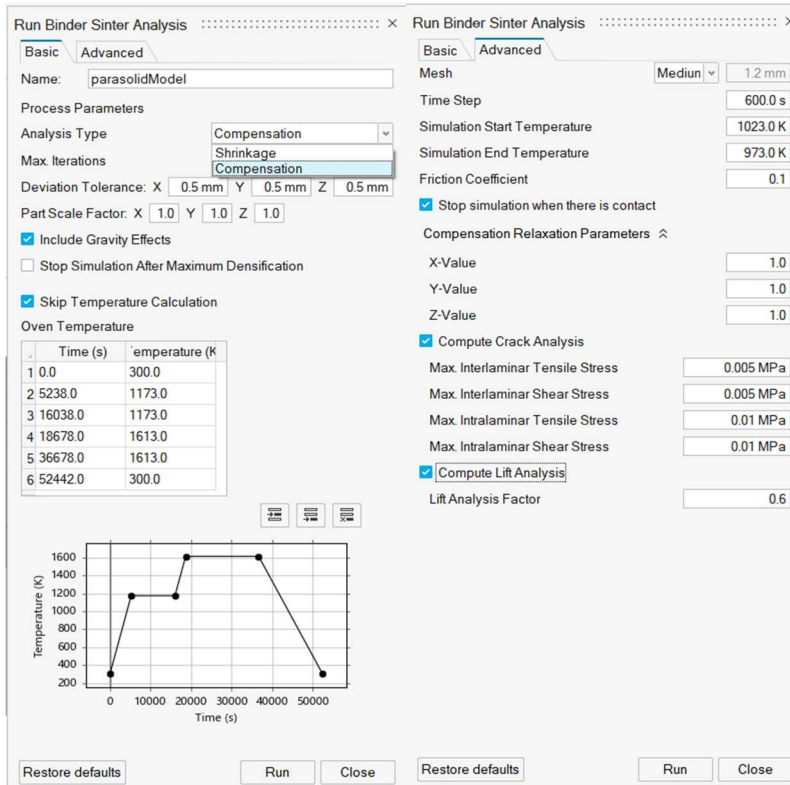 Run Binder Sinter Analysis
Basic Advanced
Name: parasolidModel
Process Parameters
Analysis Type Compensation
Shrinkage
Compensation
Max. Iterations
Deviation Tolerance: X 0.5 mm Y 0.5 mm Z 0.5 mm
Part Scale Factor: X 1.0 Y 1.0 Z 1.0
Include Gravity Effects
Stop Simulation After Maximum Densification
Skip Temperature Calculation
Oven Temperature
Time (s) emperature (K
1 0.0 300.0
2 5238.0 1173.0
3 16038.0 1173.0
4 18678.0 1613.0
5 36678.0 1613.0
6 52442.0 300.0
Temperature (K)
1600
1400
1200
1000
800
600
400
200
0 10000 20000 30000 40000 50000
Time (s)
Restore defaults Run Close
Run Binder Sinter Analysis
Basic Advanced
Mesh Mediun 1.2 mm
Time Step 600.0 s
Simulation Start Temperature 1023.0 K
Simulation End Temperature 973.0 K
Friction Coefficient 0.1
Stop simulation when there is contact
Compensation Relaxation Parameters
X-Value 1.0
Y-Value 1.0
Z-Value 1.0
Compute Crack Analysis
Max. Interlaminar Tensile Stress 0.005 MPa
Max. Interlaminar Shear Stress 0.005 MPa
Max. Intralaminar Tensile Stress 0.01 MPa
Max. Intralaminar Shear Stress 0.01 MPa
Compute Lift Analysis
Lift Analysis Factor 0.6
Restore defaults Run Close